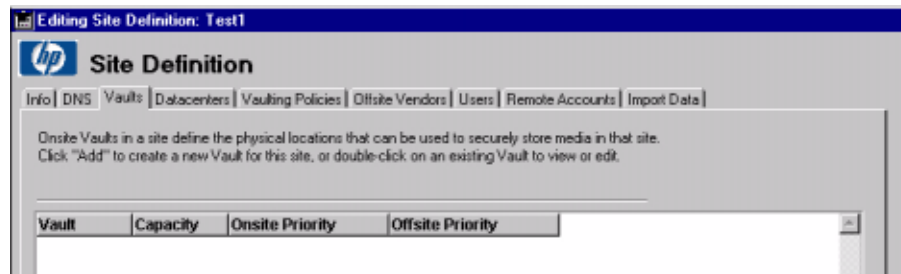 Editing Site Definition: Test1
hp Site Definition
Info DNS Vaults Datacenters Vaulting Policies Offsite Vendors Users Remote Accounts Import Data
Onsite Vaults in a site define the physical locations that can be used to securely store media in that site.
Click "Add" to create a new Vault for this site, or double-click on an existing Vault to view or edit.
Vault Capacity Onsite Priority Offsite Priority